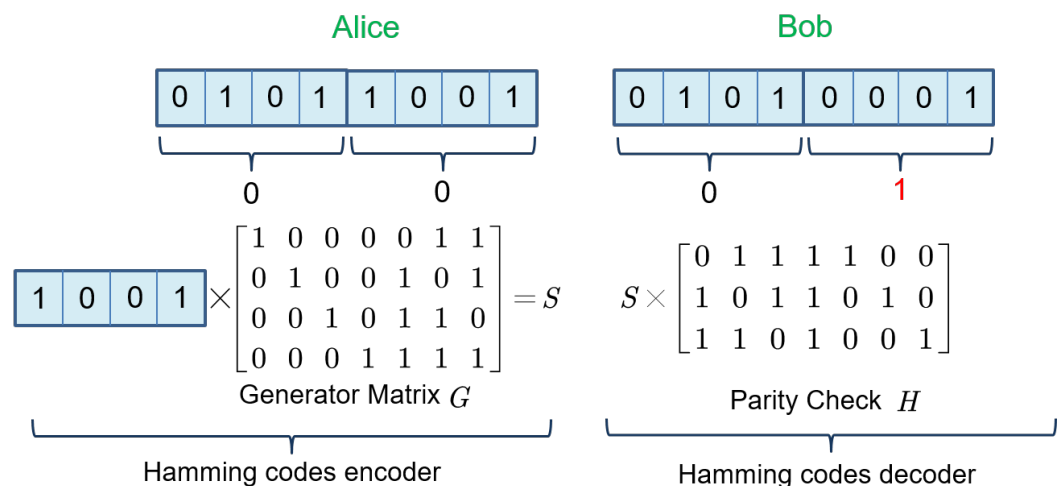 Alice Bob
0 1 0 1 1 0 0 1 0 1 0 1 0 0 0 1
0 0 0 1
1 0 0 0 0 1 1
0 1 0 0 1 0 1
0 0 1 0 1 1 0
0 0 0 1 1 1 1
1 0 0 1 × = S
S ×
0 1 1 1 1 0 0
1 0 1 1 0 1 0
1 1 0 1 0 0 1
Generator Matrix G
Parity Check H
Hamming codes encoder
Hamming codes decoder